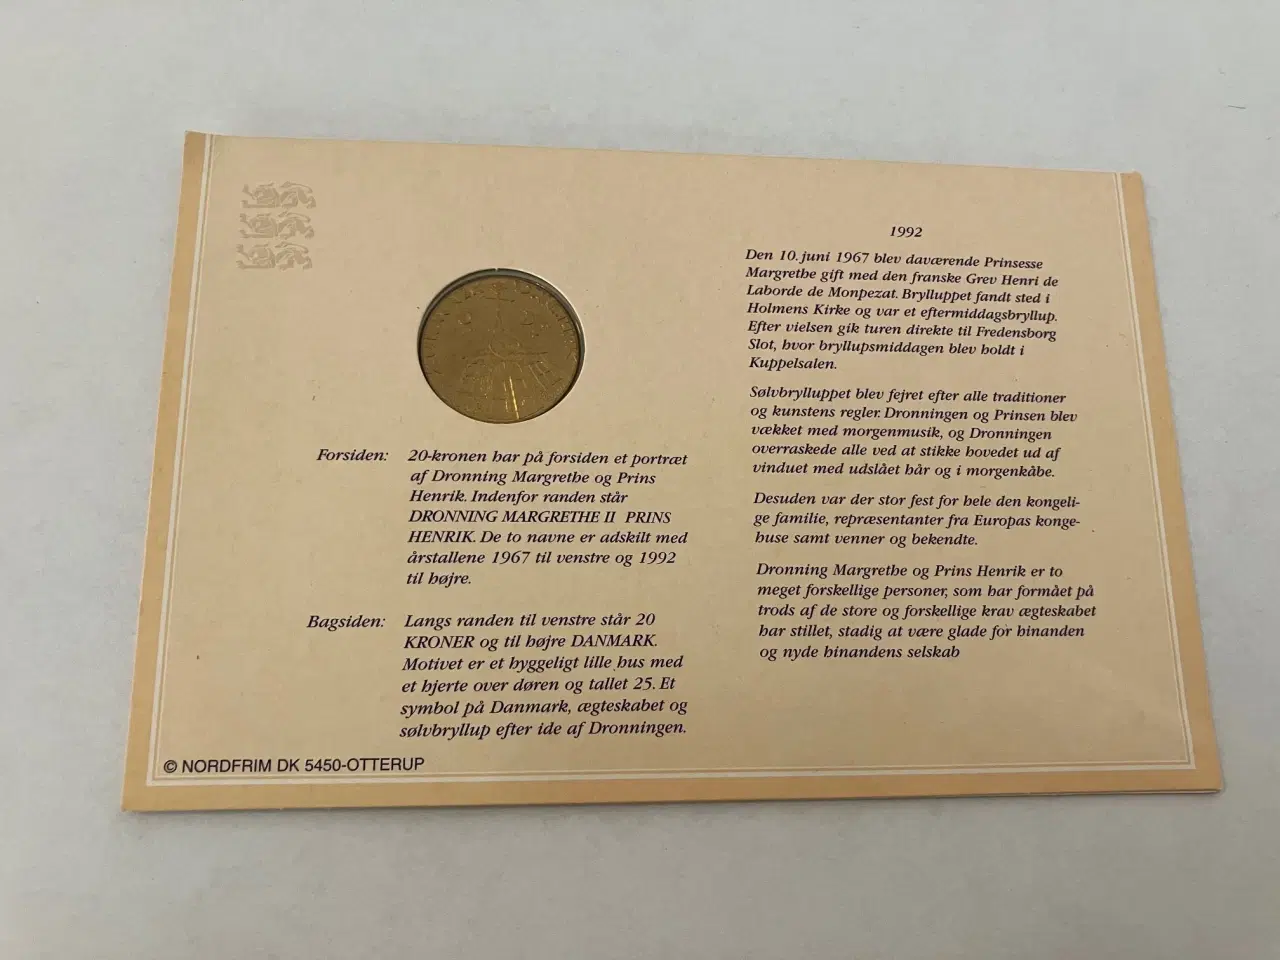 Forsiden: 20-kronen har på forsiden et portræt
af Dronning Margrethe og Prins
Henrik. Indenfor randen står
DRONNING MARGRETHE II PRINS
HENRIK. De to navne er adskilt med
årstallene 1967 til venstre og 1992
til højre.
Bagsiden: Langs randen til venstre står 20
KRONER og til højre DANMARK.
Motivet er et hyggeligt lille hus med
et hjerte over døren og tallet 25. Et
symbol på Danmark, ægteskabet og
sølvbryllup efter ide af Dronningen.
© NORDFRIM DK 5450-OTTERUP
1992
Den 10. juni 1967 blev daværende Prinsesse
Margrethe gift med den franske Grev Henri de
Laborde de Monpezat. Brylluppet fandt sted i
Holmens Kirke og var et eftermiddagsbryllup.
Efter vielsen gik turen direkte til Fredensborg
Slot, hvor bryllupsmiddagen blev holdt i
Kuppelsalen.
Sølvbrylluppet blev fejret efter alle traditioner
og kunstens regler. Dronningen og Prinsen blev
vækket med morgenmusik, og Dronningen
overraskede alle ved at stikke hovedet ud af
vinduet med udslået hår og i morgenkåbe.
Desuden var der stor fest for hele den kongeli-
ge familie, repræsentanter fra Europas konge-
huse samt venner og bekendte.
Dronning Margrethe og Prins Henrik er to
meget forskellige personer, som har formået på
trods af de store og forskellige krav ægteskabet
har stillet, stadig at være glade for hinanden
og nyde hinandens selskab